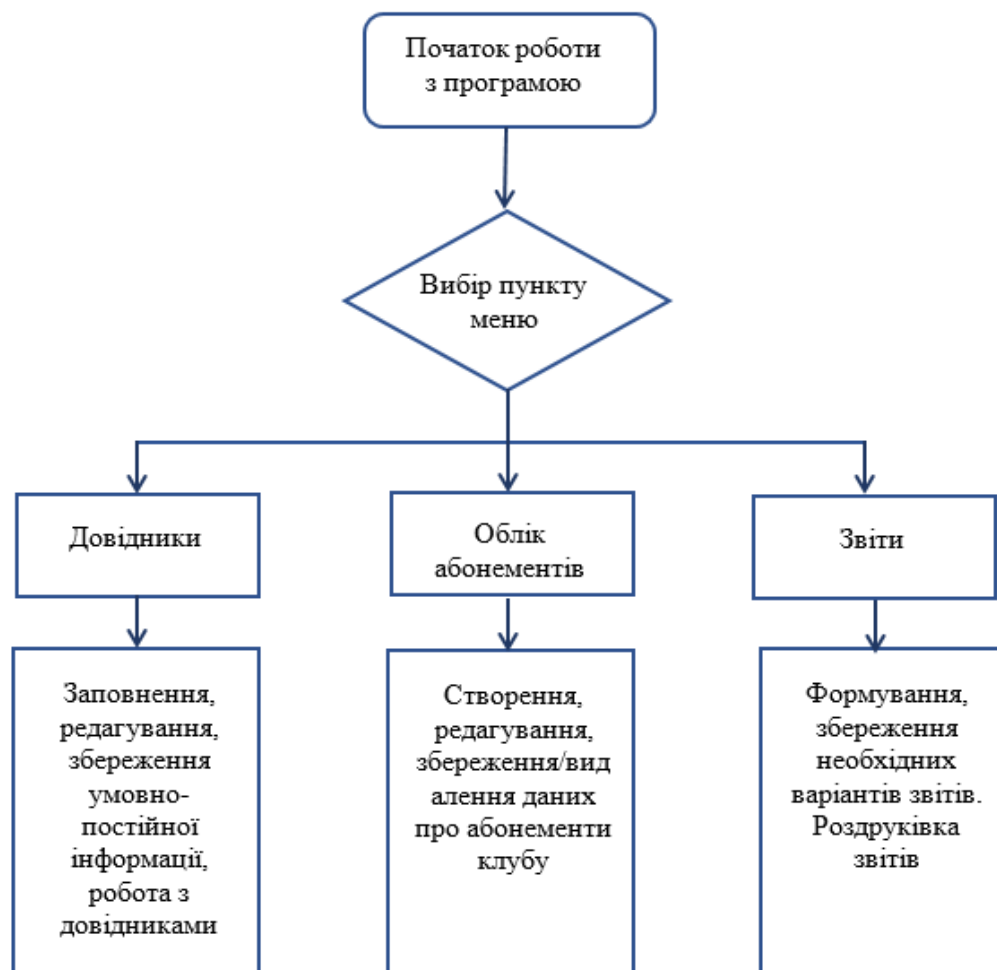 Початок роботи
з програмою
Вибір пункту
меню
Довідники
Облік
абонементів
Звіти
Заповнення,
редагування,
збереження
умовно-
постійної
інформації,
робота з
довідниками
Створення,
редагування,
збереження/вид
алення даних
про абонементи
клубу
Формування,
збереження
необхідних
варіантів звітів.
Роздруківка
звітів